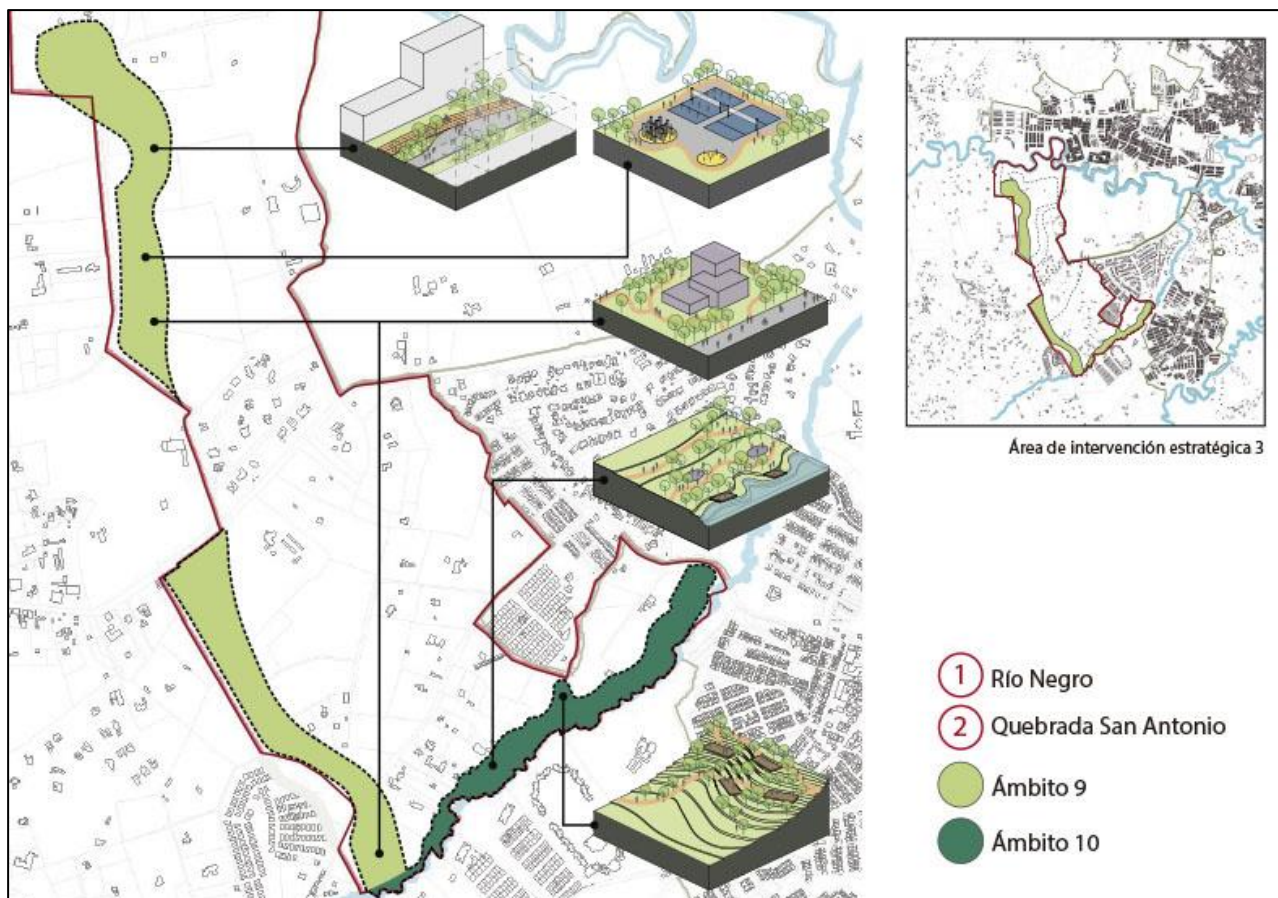 Área de intervención estratégica 3
1 Río Negro
2 Quebrada San Antonio
Ámbito 9
Ámbito 10